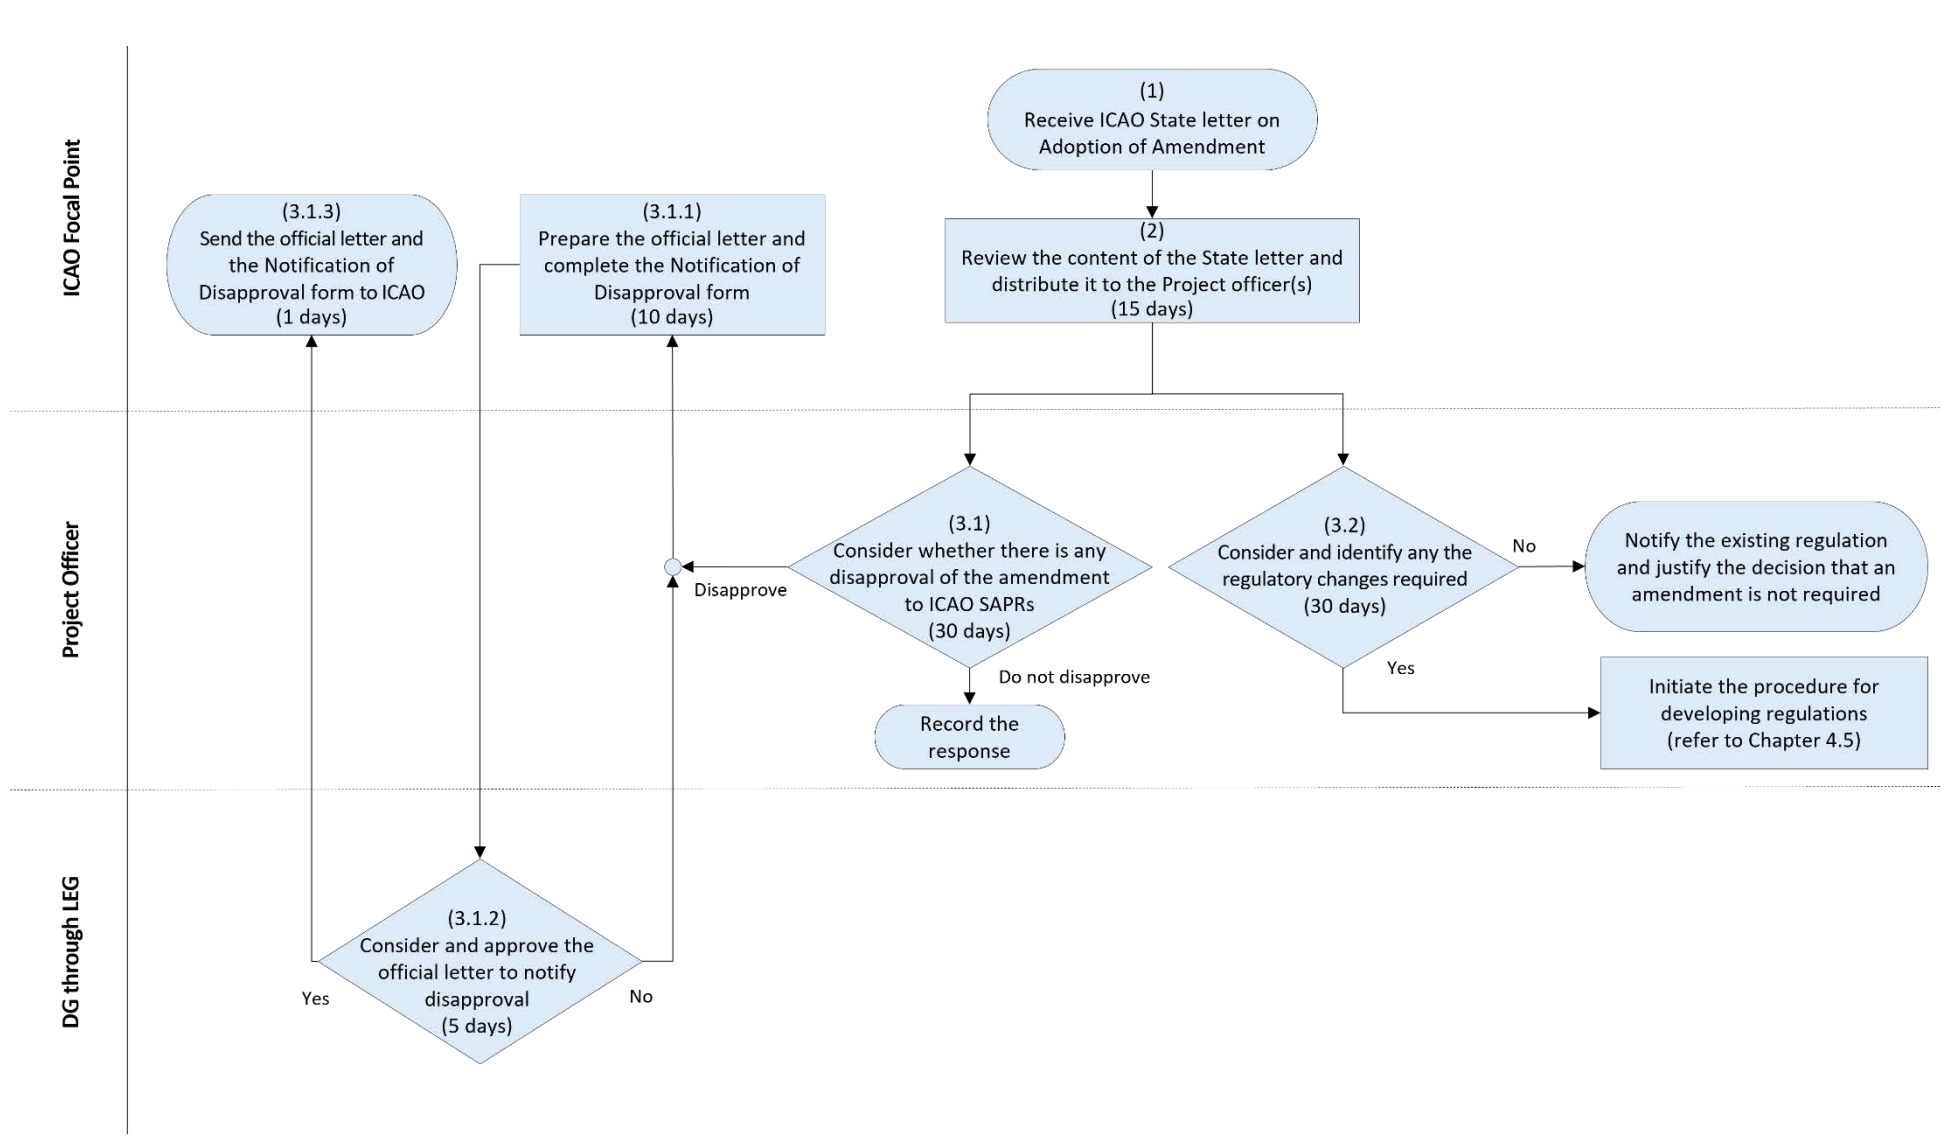 ICAO Focal Point
(1)
Receive ICAO State letter on
Adoption of Amendment
(2)
Review the content of the State letter and
distribute it to the Project officer(s)
(15 days)
(3.1.3)
Send the official letter and
the Notification of
Disapproval form to ICAO
(1 days)
(3.1.1)
Prepare the official letter and
complete the Notification of
Disapproval form
(10 days)
Project Officer
(3.1)
Consider whether there is any
disapproval of the amendment
to ICAO SAPRs
(30 days)
Disapprove
Do not disapprove
Record the
response
(3.2)
Consider and identify any the
regulatory changes required
(30 days)
No
Notify the existing regulation
and justify the decision that an
amendment is not required
Yes
Initiate the procedure for
developing regulations
(refer to Chapter 4.5)
DG through LEG
(3.1.2)
Consider and approve the
official letter to notify
disapproval
(5 days)
Yes
No